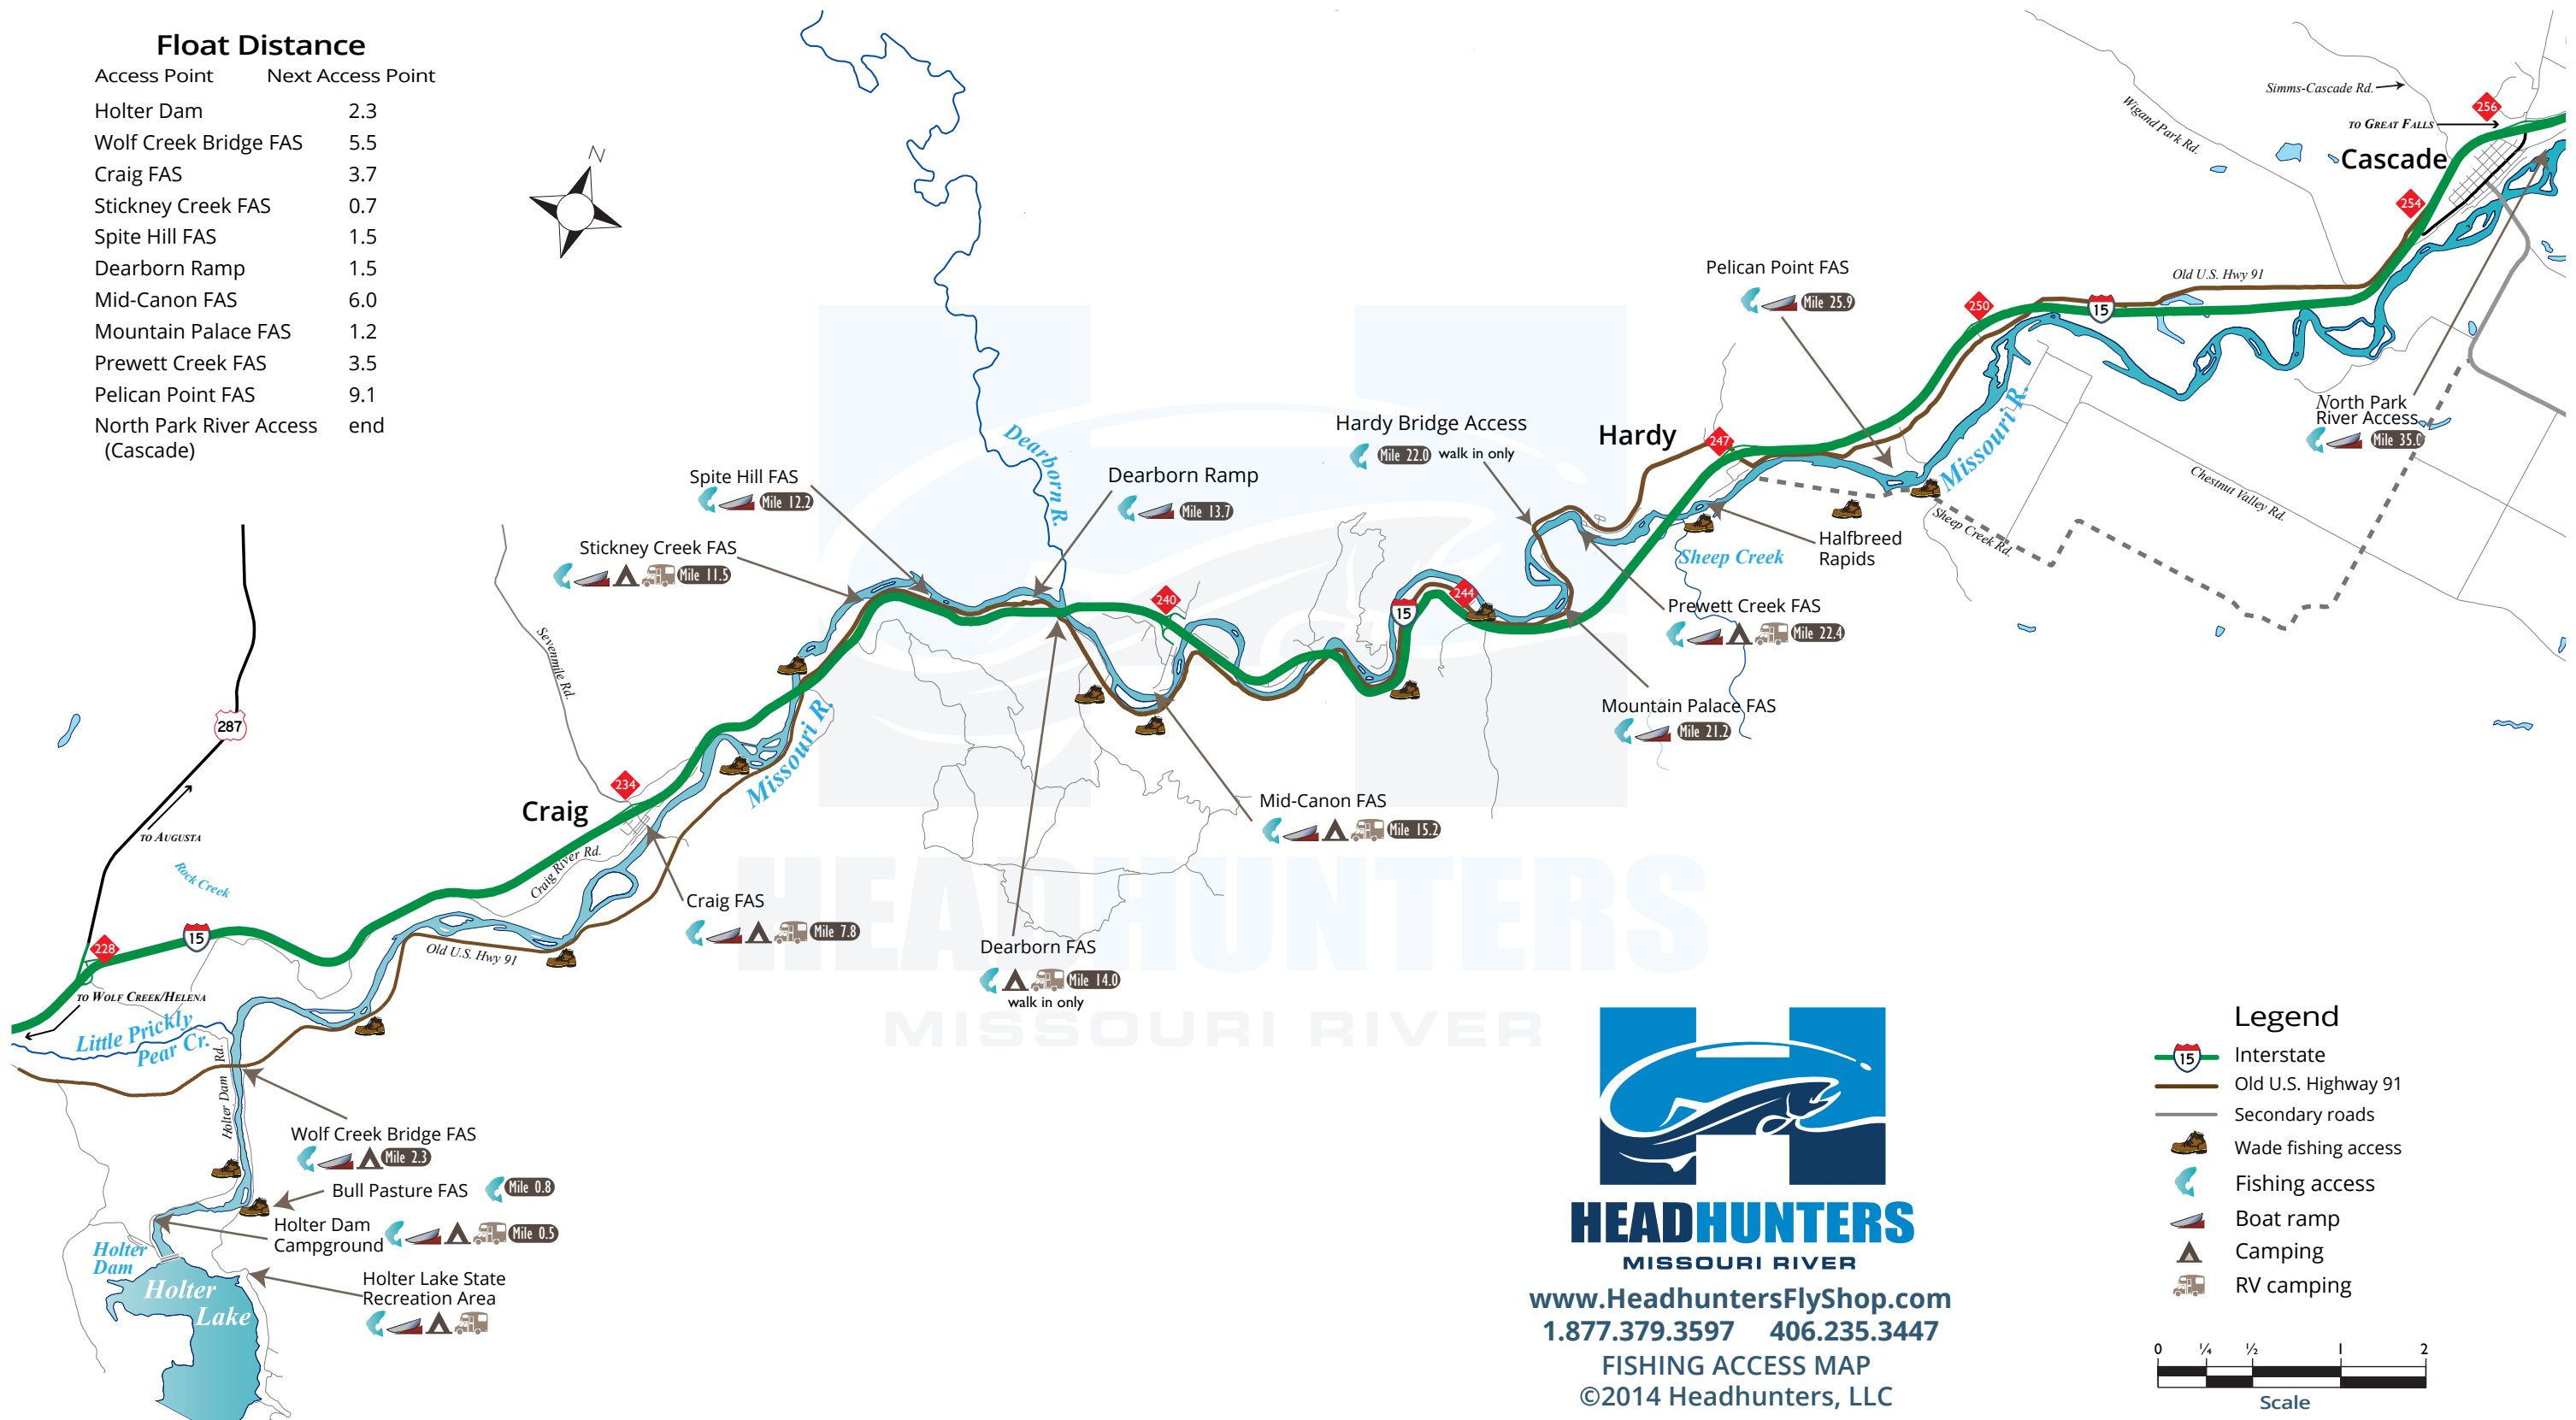 Float Distance
Access Point Next Access Point
Holter Dam 2.3
Wolf Creek Bridge FAS 5.5
Craig FAS 3.7
Stickney Creek FAS 0.7
Spite Hill FAS 1.5
Dearborn Ramp 1.5
Mid-Canon FAS 6.0
Mountain Palace FAS 1.2
Prewett Creek FAS 3.5
Pelican Point FAS 9.1
North Park River Access end
(Cascade)
N
Simms-Cascade Rd.
Wigand Park Rd.
256
TO GREAT FALLS
Cascade
254
Old U.S. Hwy 91
Pelican Point FAS
Mile 25.9
250
15
Missouri R.
North Park
River Access
Mile 35.0
Chestnut Valley Rd.
Sheep Creek Rd.
Hardy Bridge Access
Mile 22.0 walk in only
Hardy
247
Halfbreed
Rapids
Sheep Creek
Dearborn R.
Spite Hill FAS
Mile 12.2
Dearborn Ramp
Mile 13.7
Stickney Creek FAS
Mile 11.5
240
15
244
Prewett Creek FAS
Mile 22.4
Mountain Palace FAS
Mile 21.2
Sevenmile Rd.
287
TO AUGUSTA
Rock Creek
234
Craig
Craig River Rd.
Missouri R.
Mid-Canon FAS
Mile 15.2
Craig FAS
Mile 7.8
Dearborn FAS
Mile 14.0
walk in only
HEADHUNTERS
MISSOURI RIVER
228
15
Old U.S. Hwy 91
TO WOLF CREEK/HELENA
Little Prickly
Pear Cr.
Holter Dam Rd.
Wolf Creek Bridge FAS
Mile 2.3
Bull Pasture FAS Mile 0.8
Holter Dam
Campground Mile 0.5
Holter
Dam
Holter
Lake
Holter Lake State
Recreation Area
HEADHUNTERS
MISSOURI RIVER
www.HeadhuntersFlyShop.com
1.877.379.3597 406.235.3447
FISHING ACCESS MAP
©2014 Headhunters, LLC
Legend
15 Interstate
Old U.S. Highway 91
Secondary roads
Wade fishing access
Fishing access
Boat ramp
Camping
RV camping
0 ¼ ½ 1 2
Scale